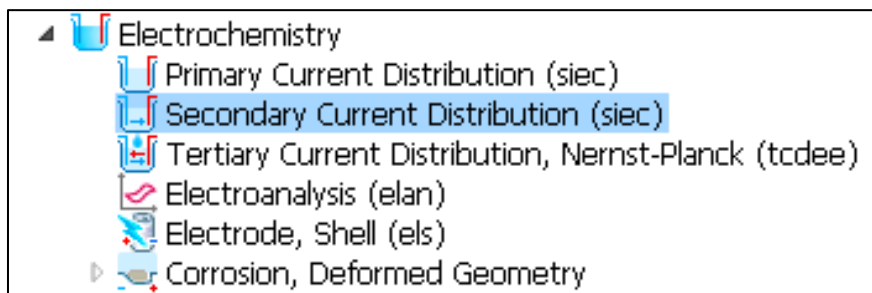 Electrochemistry
Primary Current Distribution (siec)
Secondary Current Distribution (siec)
Tertiary Current Distribution, Nernst-Planck (tcdee)
Electroanalysis (elan)
Electrode, Shell (els)
Corrosion, Deformed Geometry